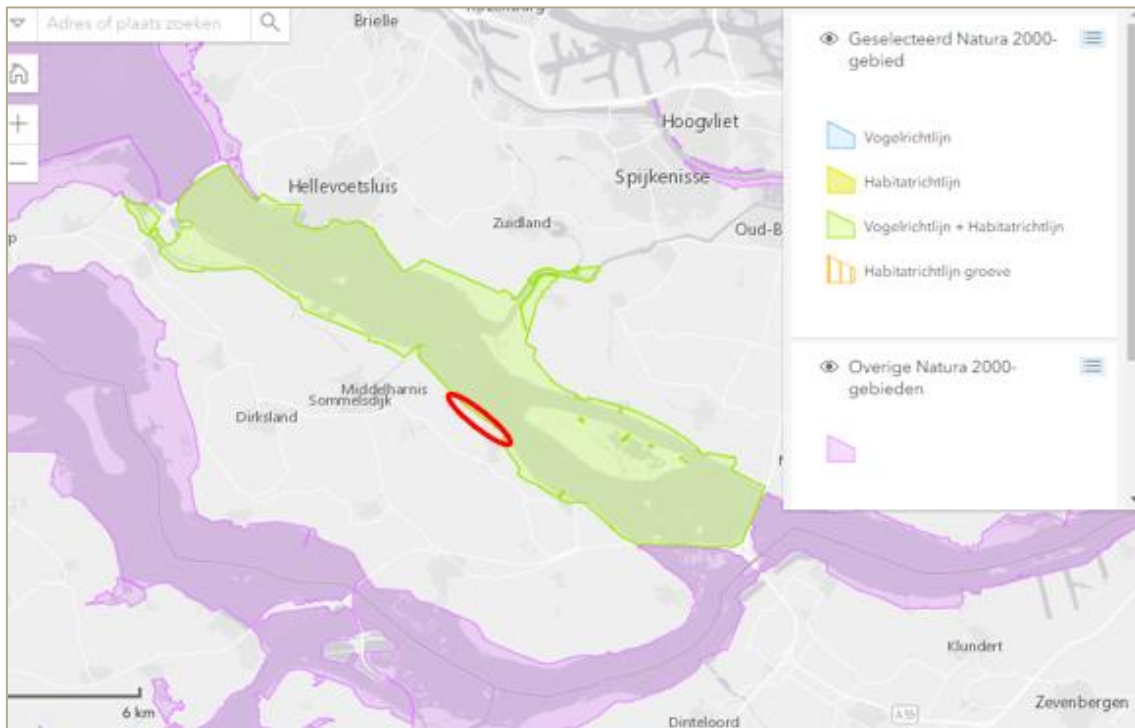 Adres of plaats zoeken
Brielle
Hoogvliet
Spijkenisse
Hellevoetsluis
Zuidland
Oud-B
p
Middelharnis
Sommelsdijk
Dirksland
Klundert
Zevenbergen
Dinteloord
A59
6 km
Geselecteerd Natura 2000-
gebied
Vogelrichtlijn
Habitatrichtlijn
Vogelrichtlijn + Habitatrichtlijn
Habitatrichtlijn groeve
Overige Natura 2000-
gebieden